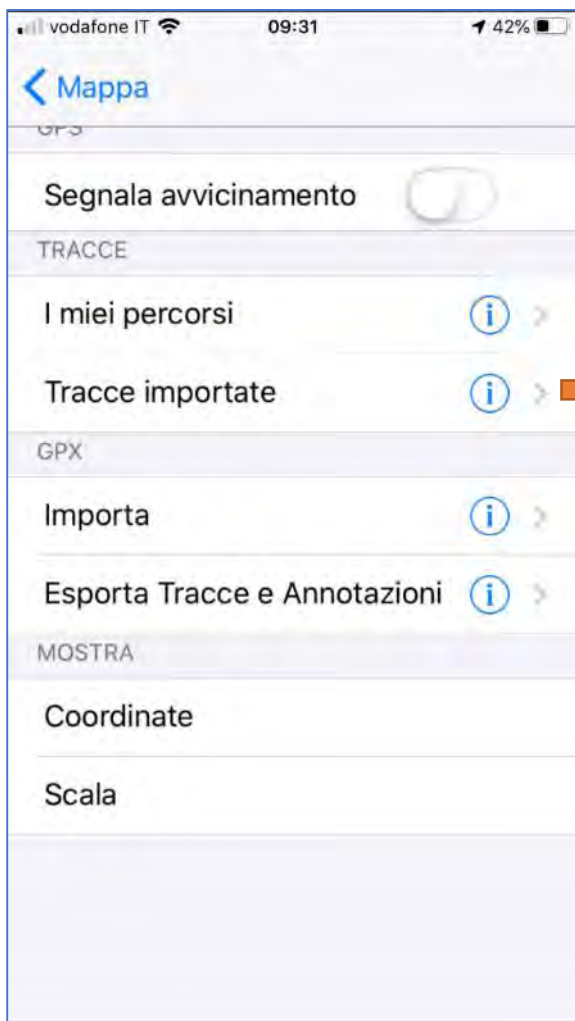 vodafone IT 09:31 42%
Mappa
GPS
Segnala avvicinamento
TRACCE
I miei percorsi
Tracce importate
GPX
Importa
Esporta Tracce e Annotazioni
MOSTRA
Coordinate
Scala